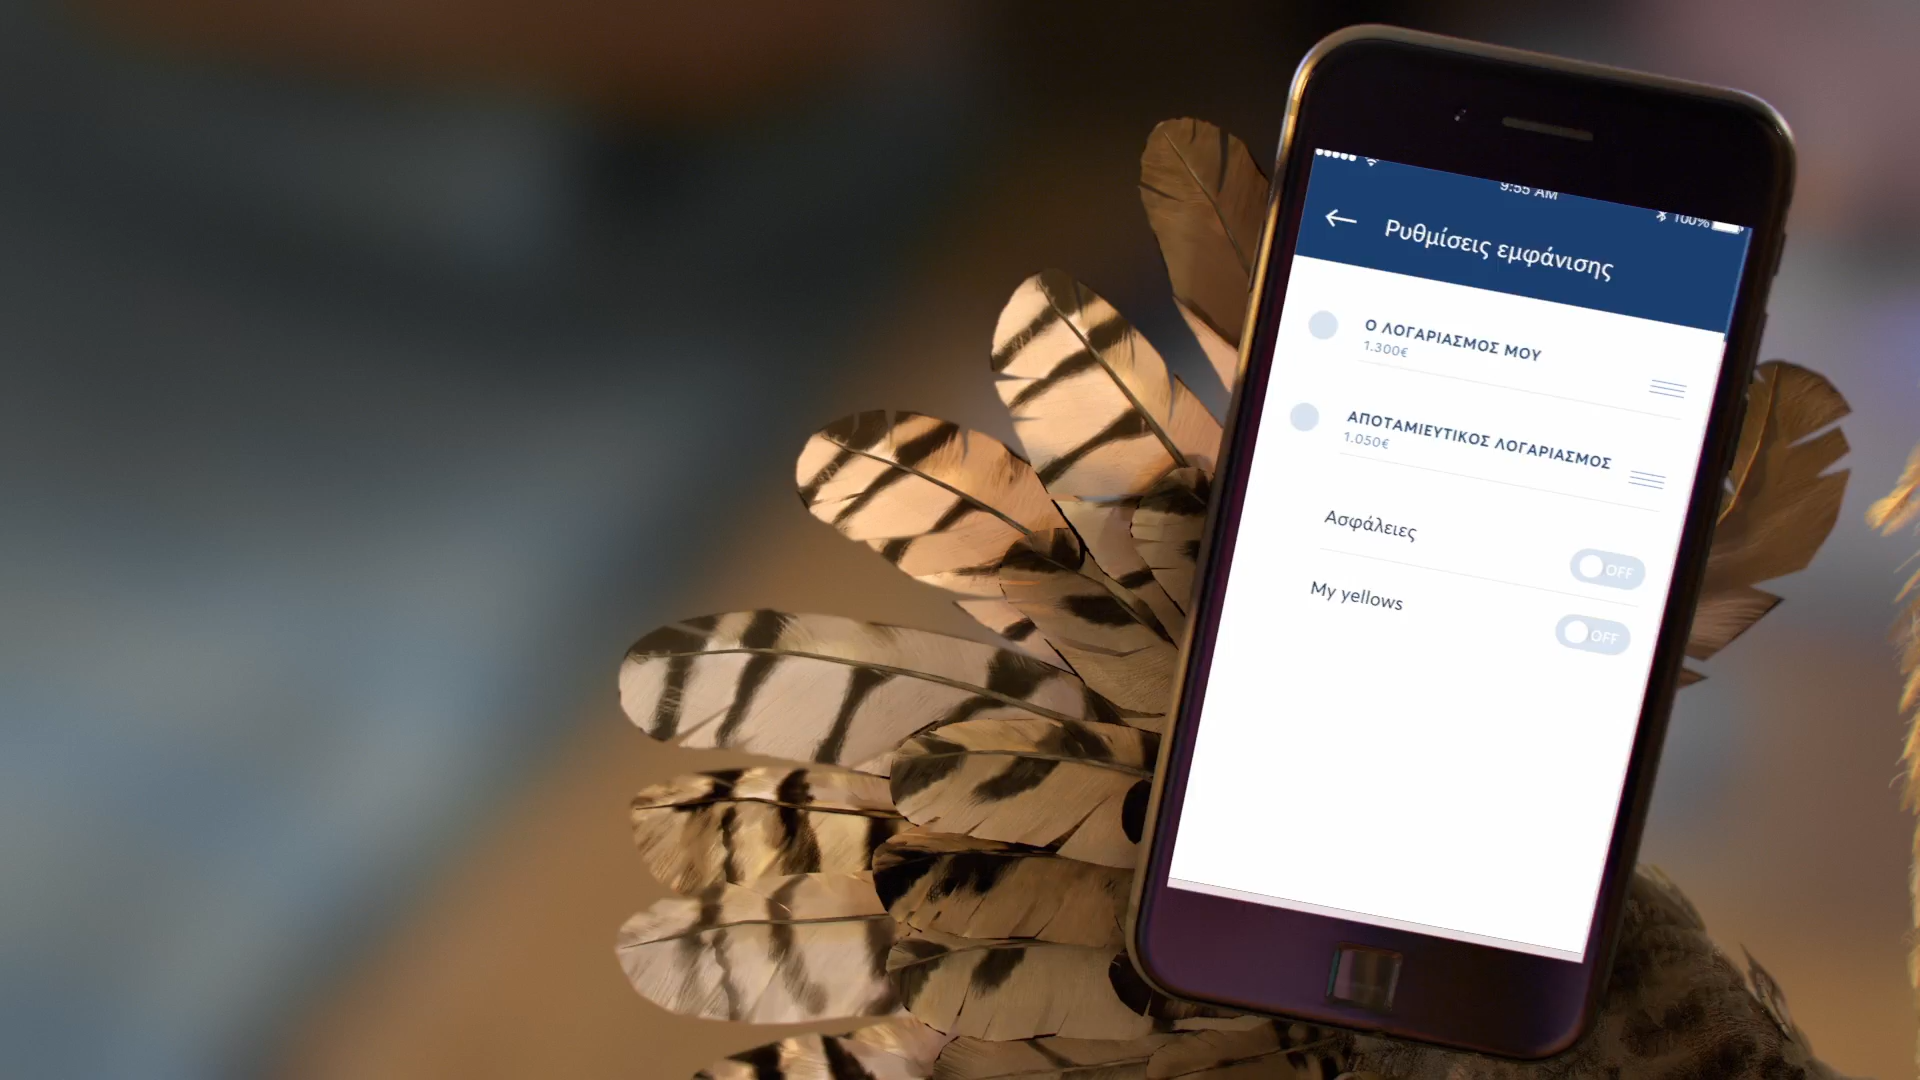 9:55 AM
100%
Ρυθμίσεις εμφάνισης
Ο ΛΟΓΑΡΙΑΣΜΟΣ ΜΟΥ
1.300€
ΑΠΟΤΑΜΙΕΥΤΙΚΟΣ ΛΟΓΑΡΙΑΣΜΟΣ
1.050€
Ασφάλειες
OFF
My yellows
OFF